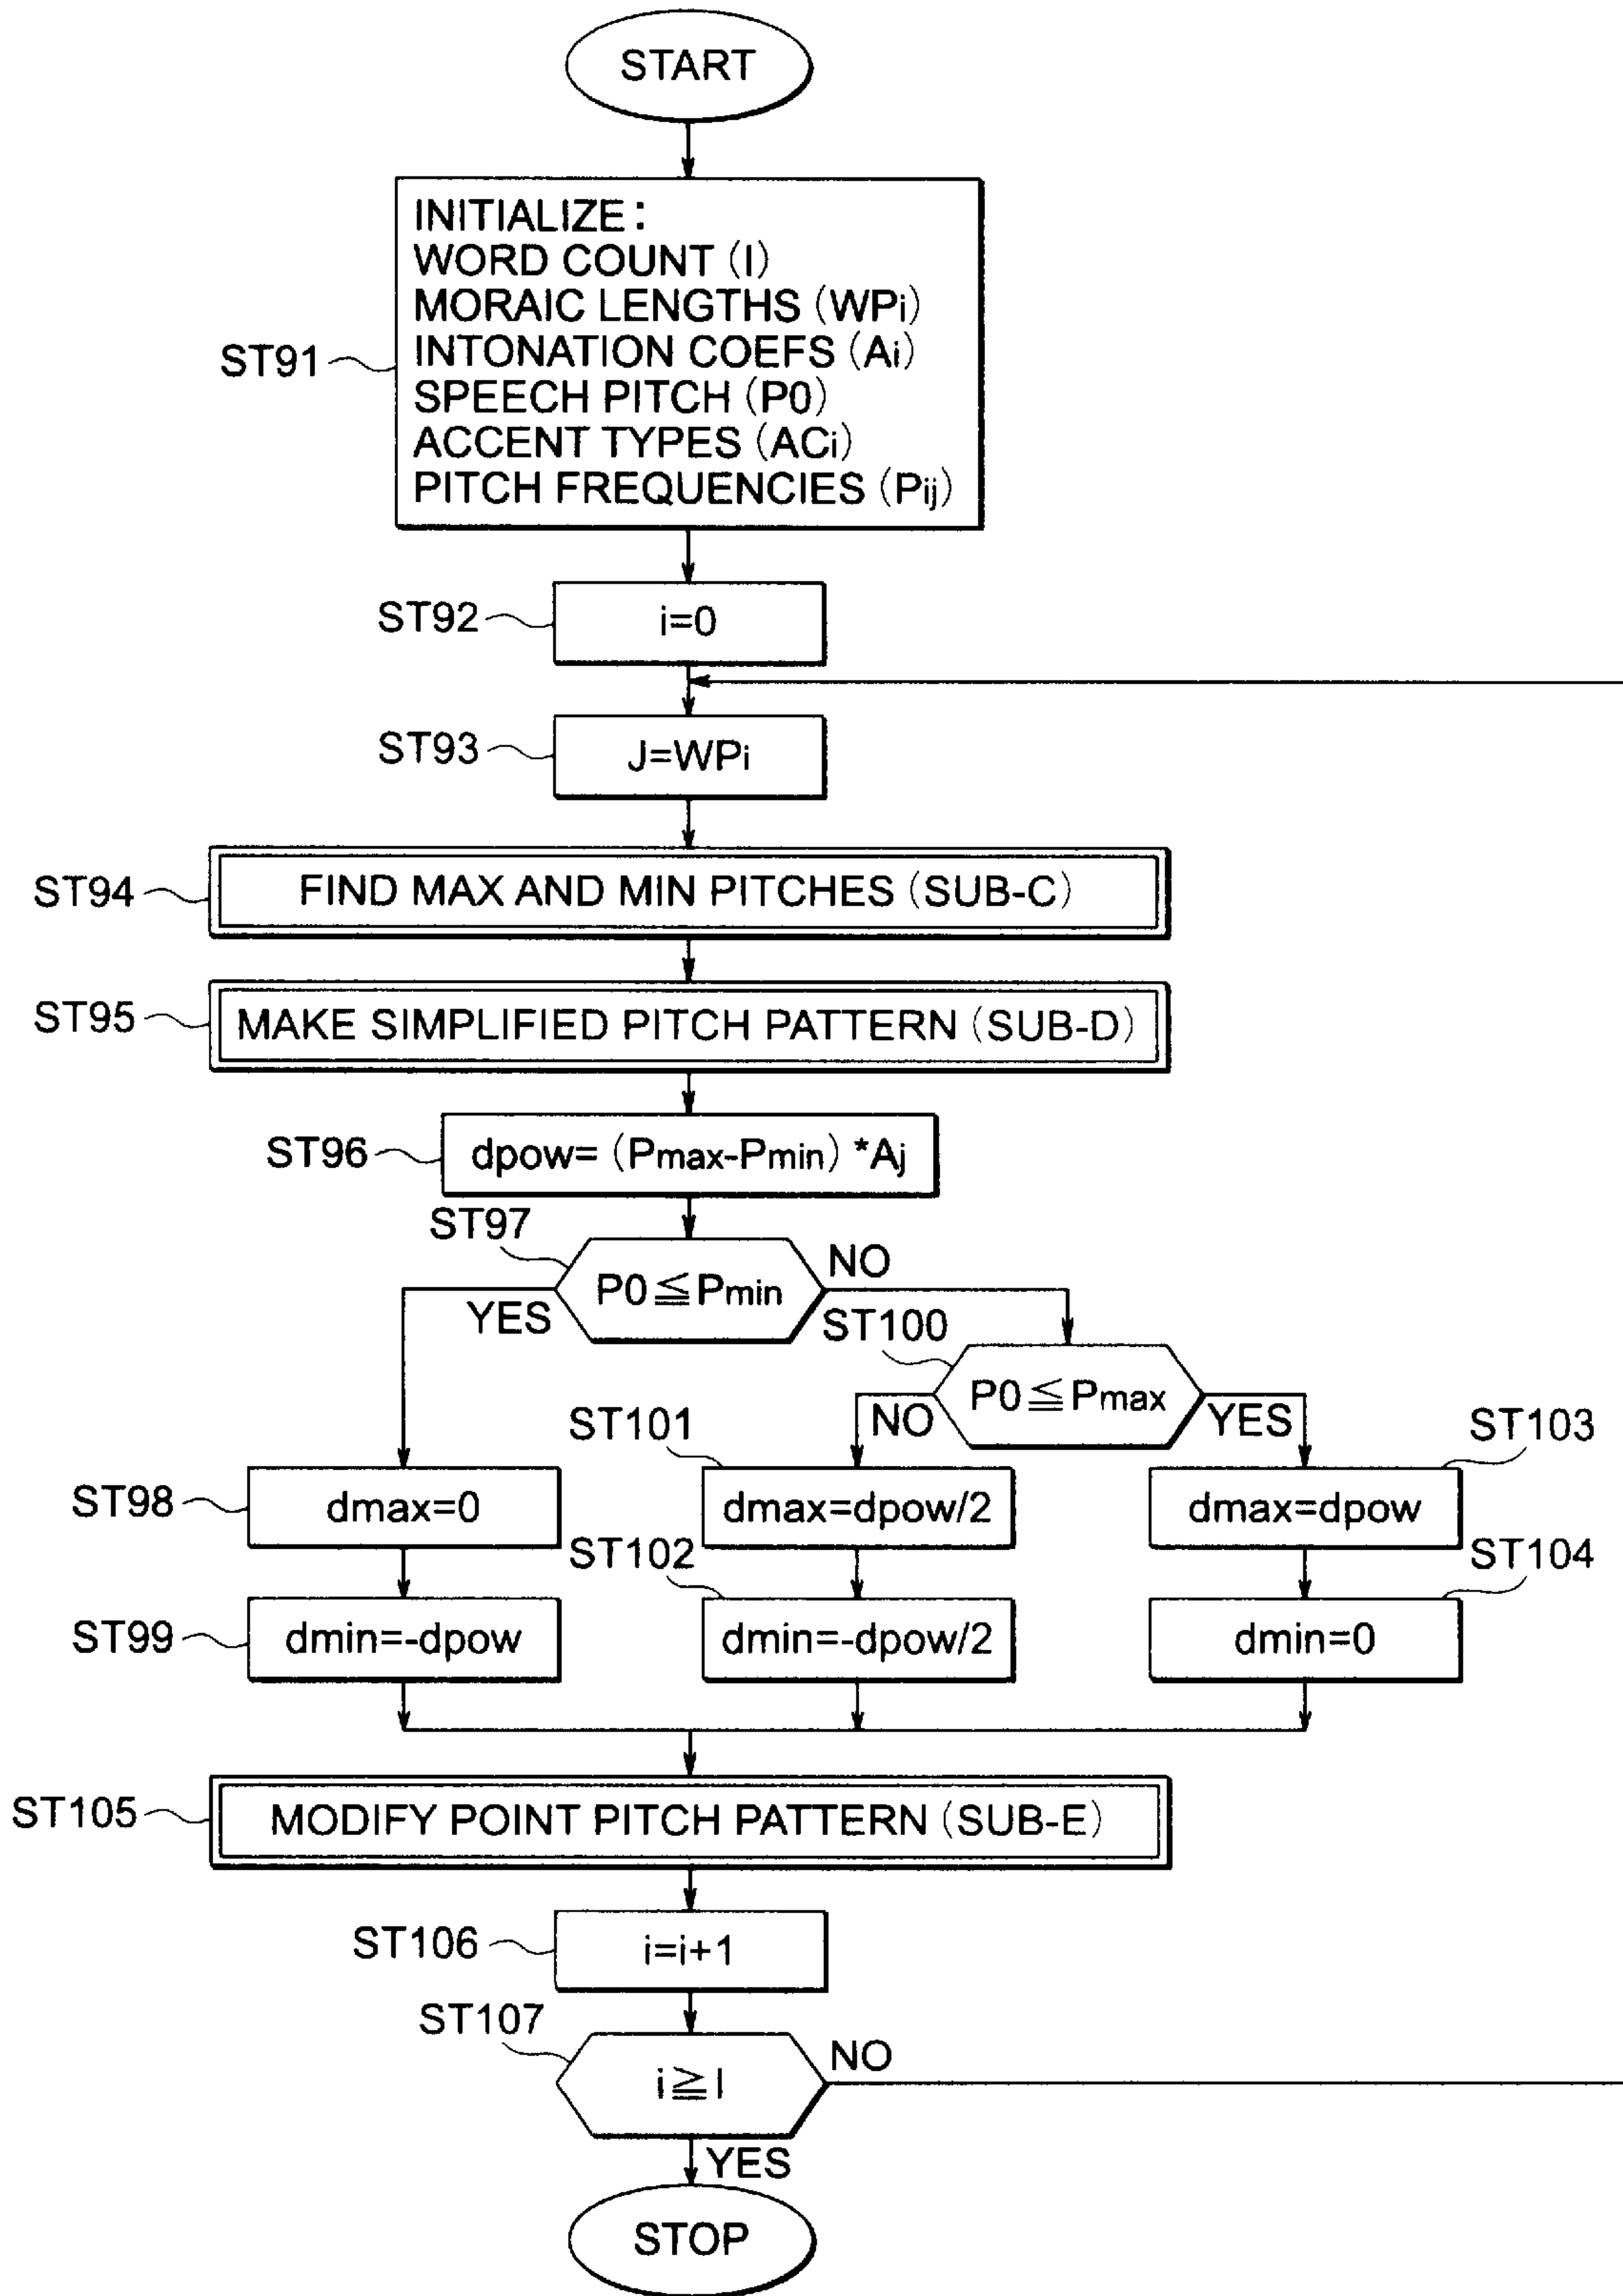 START
INITIALIZE:
WORD COUNT (I)
MORAIC LENGTHS (WPi)
ST91
INTONATION COEFS (Ai)
SPEECH PITCH (P0)
ACCENT TYPES (ACi)
PITCH FREQUENCIES (Pij)
ST92
i=0
ST93
J=WPi
ST94
FIND MAX AND MIN PITCHES (SUB-C)
ST95
MAKE SIMPLIFIED PITCH PATTERN (SUB-D)
ST96
dpow= (Pmax-Pmin) *Aj
ST97
P0≦Pmin
NO
YES
ST100
P0≦Pmax
NO
YES
ST101
ST103
ST98
dmax=0
dmax=dpow/2
dmax=dpow
ST102
ST104
ST99
dmin=-dpow
dmin=-dpow/2
dmin=0
ST105
MODIFY POINT PITCH PATTERN (SUB-E)
ST106
i=i+1
ST107
i≧I
NO
YES
STOP